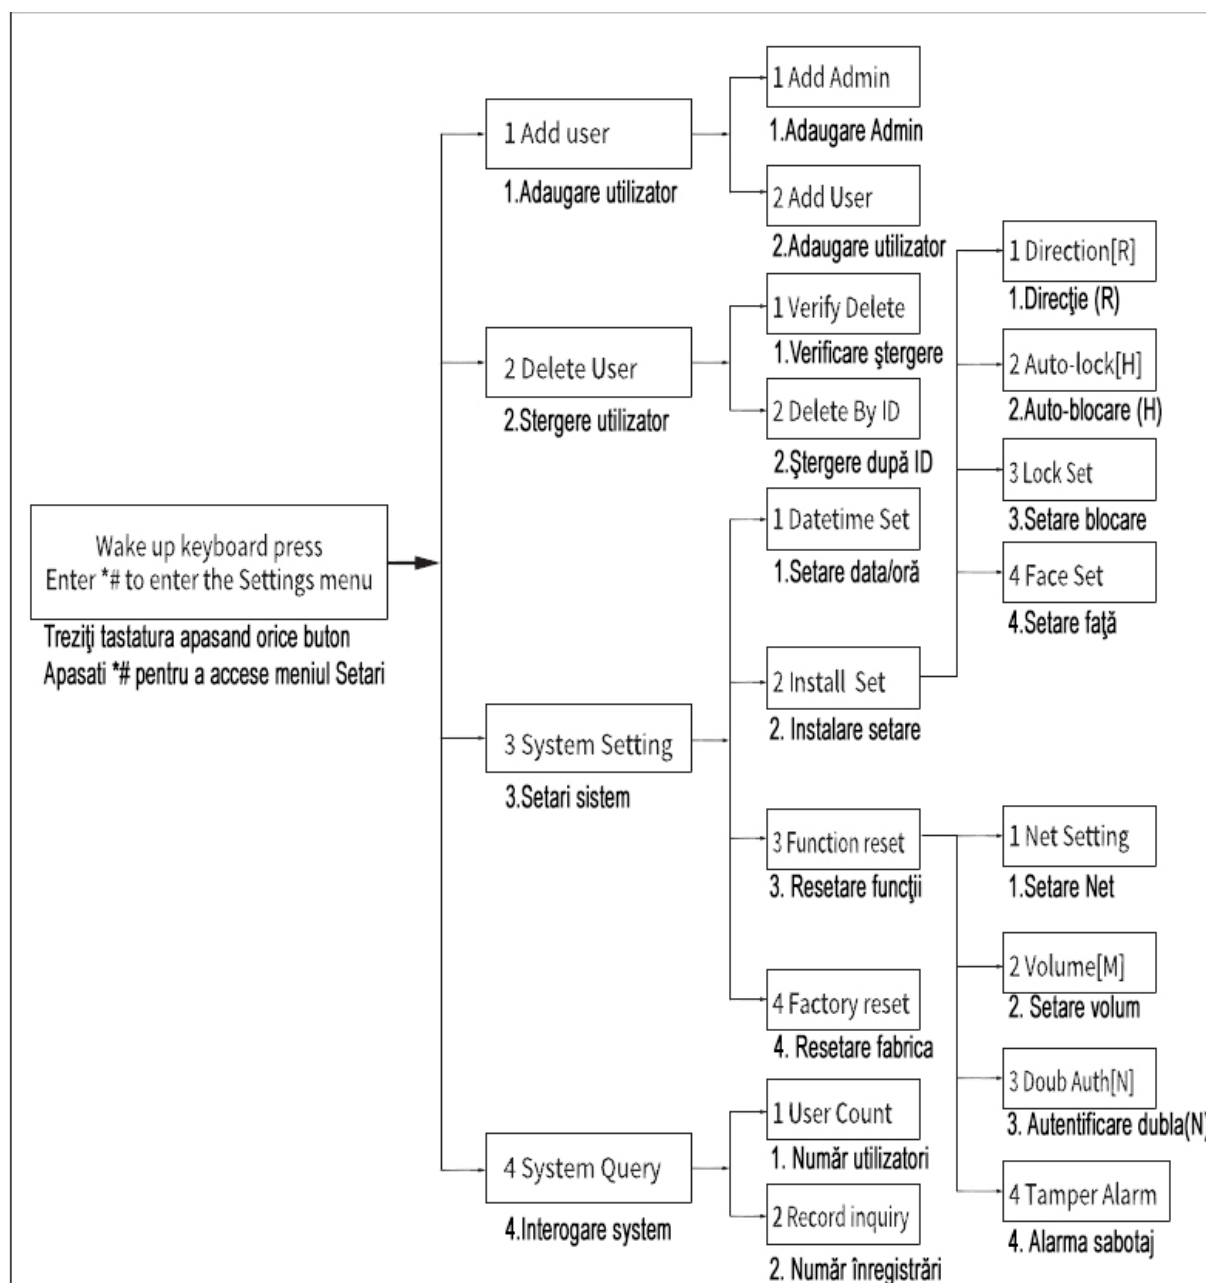 Wake up keyboard press
Enter *# to enter the Settings menu
Treziţi tastatura apasand orice buton
Apasati *# pentru a accese meniul Setari
1 Add user
1.Adaugare utilizator
1 Add Admin
1.Adaugare Admin
2 Add User
2.Adaugare utilizator
2 Delete User
2.Stergere utilizator
1 Verify Delete
1.Verificare ştergere
2 Delete By ID
2.Ştergere după ID
3 System Setting
3.Setari sistem
1 Datetime Set
1.Setare data/oră
2 Install Set
2. Instalare setare
1 Direction[R]
1.Direcţie (R)
2 Auto-lock[H]
2.Auto-blocare (H)
3 Lock Set
3.Setare blocare
4 Face Set
4.Setare faţă
3 Function reset
3. Resetare funcţii
1 Net Setting
1.Setare Net
2 Volume[M]
2. Setare volum
3 Doub Auth[N]
3. Autentificare dubla(N)
4 Tamper Alarm
4. Alarma sabotaj
4 Factory reset
4. Resetare fabrica
4 System Query
4.Interogare system
1 User Count
1. Număr utilizatori
2 Record inquiry
2. Număr înregistrări